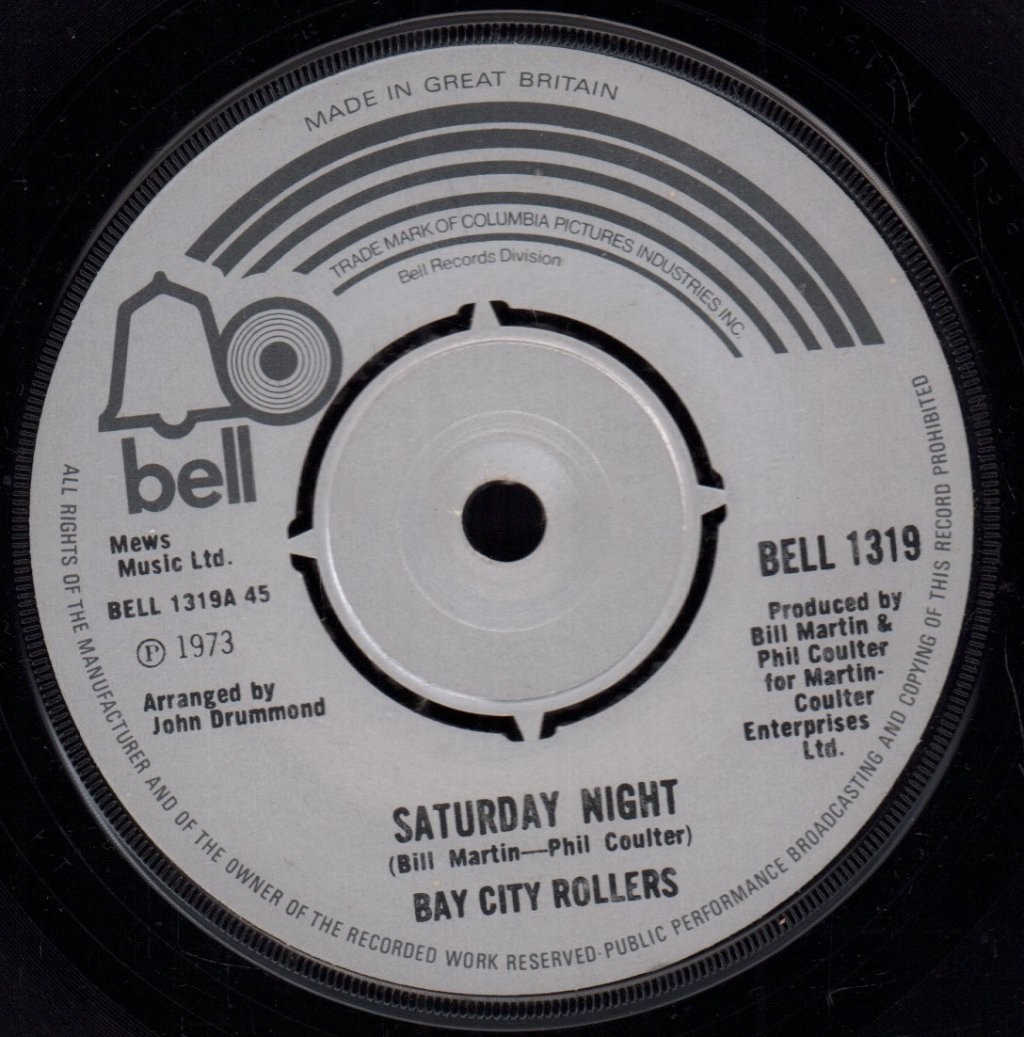 MADE IN GREAT BRITAIN
TRADE MARK OF COLUMBIA PICTURES INDUSTRIES INC.
Bell Records Division
bell
Mews
Music Ltd.
BELL 1319A 45
Ⓟ 1973
Arranged by
John Drummond
BELL 1319
Produced by
Bill Martin &
Phil Coulter
for Martin-
Coulter
Enterprises
Ltd.
SATURDAY NIGHT
(Bill Martin—Phil Coulter)
BAY CITY ROLLERS
ALL RIGHTS OF THE MANUFACTURER AND OF THE OWNER OF THE RECORDED WORK RESERVED·PUBLIC PERFORMANCE BROADCASTING AND COPYING OF THIS RECORD PROHIBITED